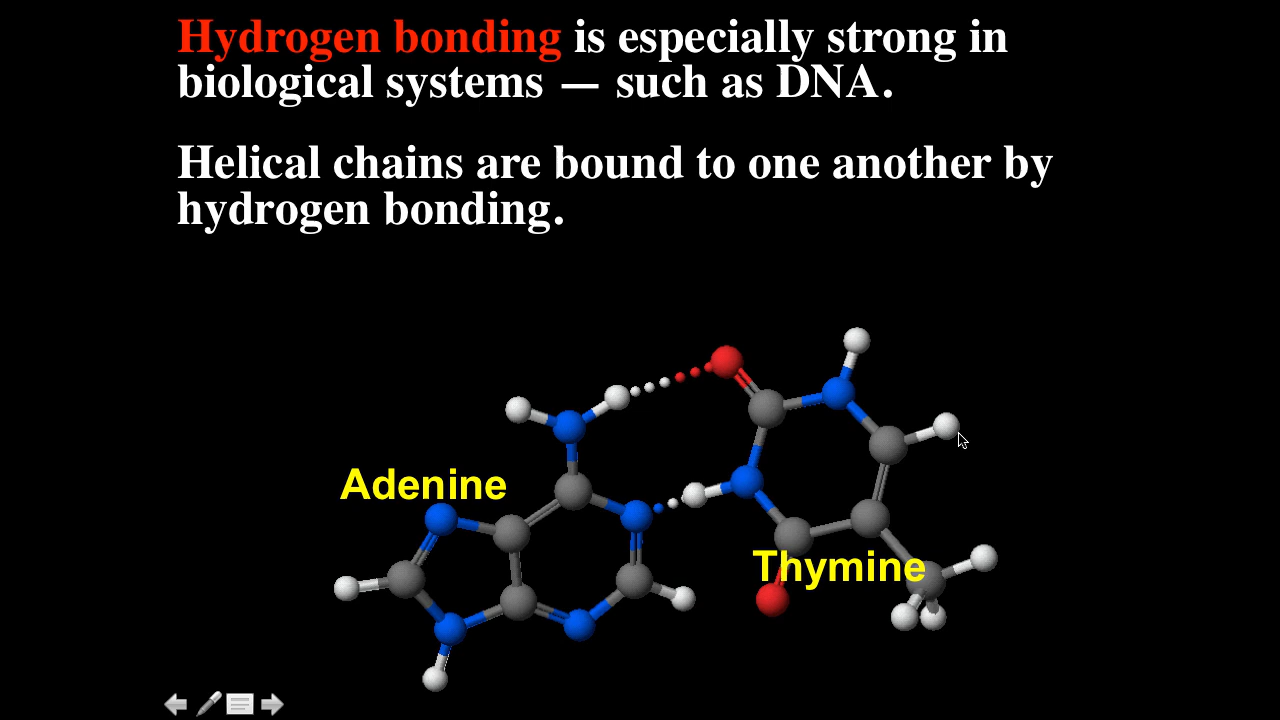 Hydrogen bonding is especially strong in
biological systems — such as DNA.
Helical chains are bound to one another by
hydrogen bonding.
Adenine
Thymine